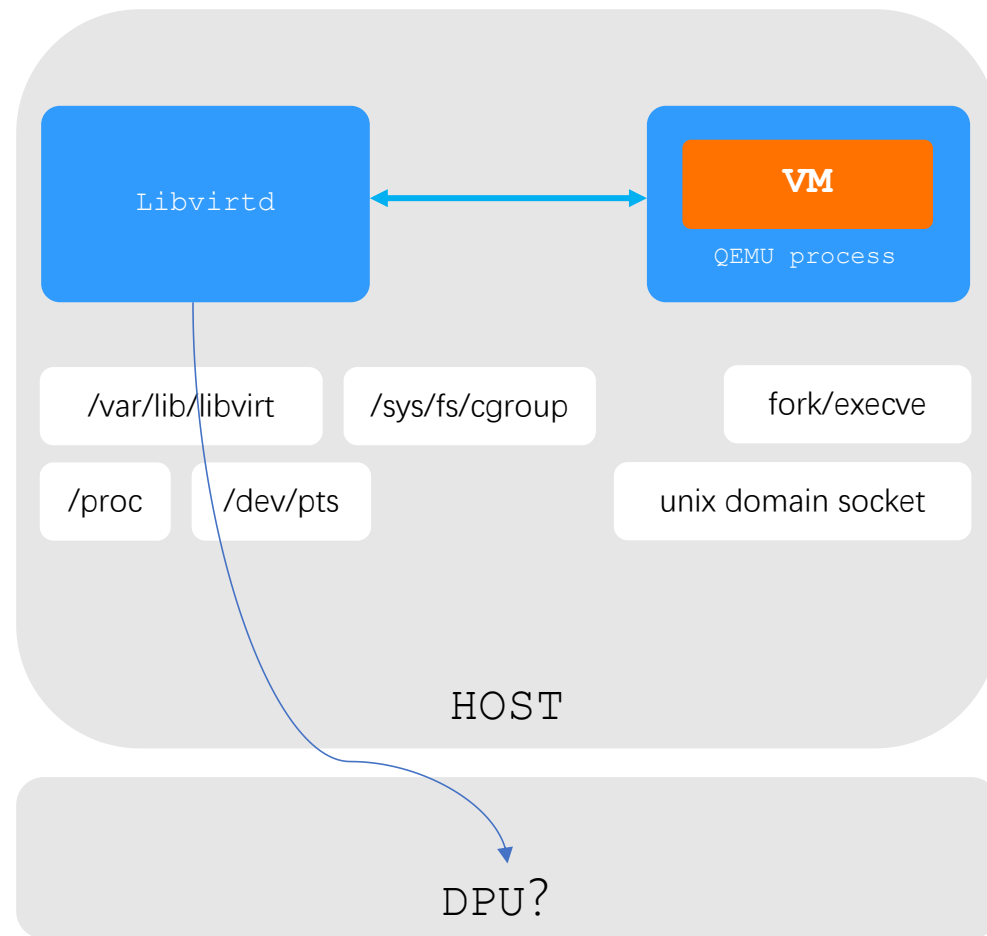 VM
Libvirtd
QEMU process
/var/lib/libvirt
/sys/fs/cgroup
fork/execve
/proc
/dev/pts
unix domain socket
HOST
DPU?